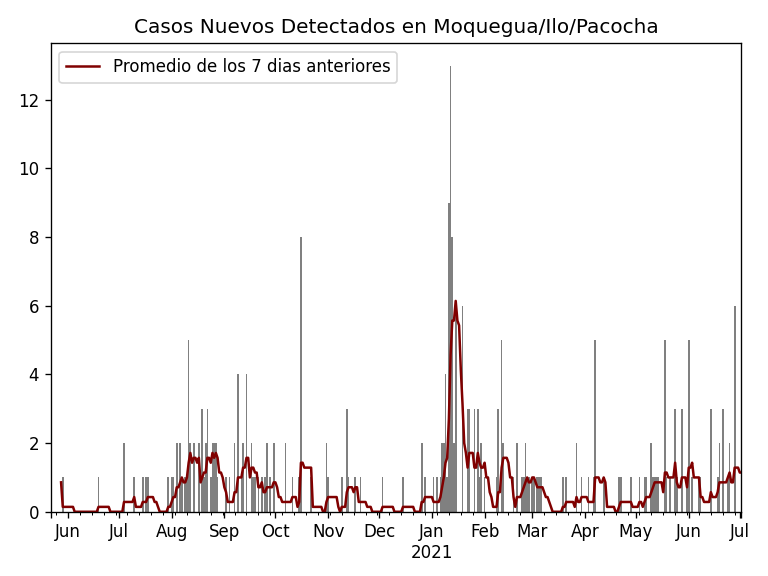 Casos Nuevos Detectados en Moquegua/Ilo/Pacocha
Promedio de los 7 dias anteriores
12
10
8
6
4
2
0
Jun Jul Aug Sep Oct Nov Dec Jan Feb Mar Apr May Jun Jul
2021